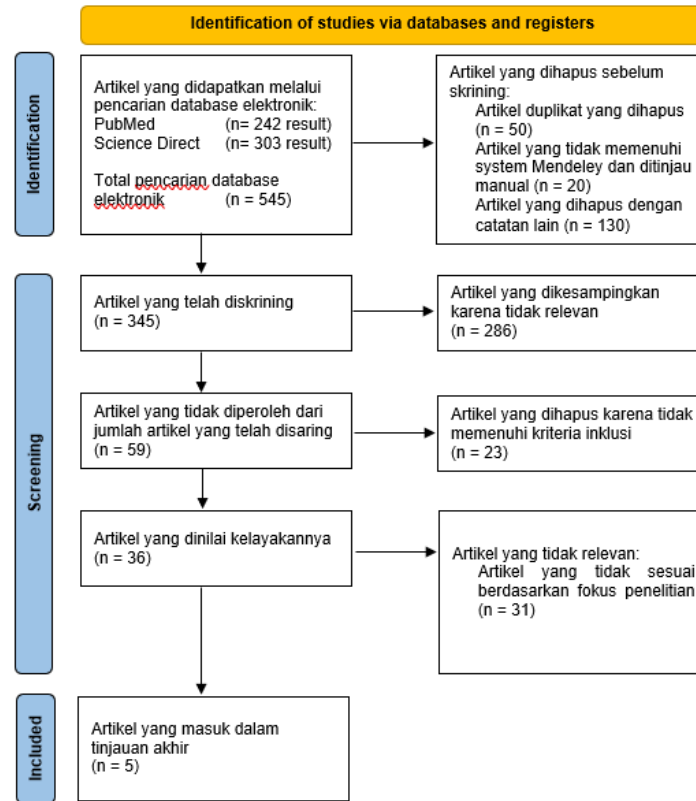 Identification of studies via databases and registers
Identification
Artikel yang didapatkan melalui
pencarian database elektronik:
PubMed (n= 242 result)
Science Direct (n= 303 result)
Total pencarian database
elektronik (n = 545)
Artikel yang dihapus sebelum
skrining:
Artikel duplikat yang dihapus
(n = 50)
Artikel yang tidak memenuhi
system Mendeley dan ditinjau
manual (n = 20)
Artikel yang dihapus dengan
catatan lain (n = 130)
Screening
Artikel yang telah diskrining
(n = 345)
Artikel yang dikesampingkan
karena tidak relevan
(n = 286)
Artikel yang tidak diperoleh dari
jumlah artikel yang telah disaring
(n = 59)
Artikel yang dihapus karena tidak
memenuhi kriteria inklusi
(n = 23)
Artikel yang dinilai kelayakannya
(n = 36)
Artikel yang tidak relevan:
Artikel yang tidak sesuai
berdasarkan fokus penelitian
(n = 31)
Included
Artikel yang masuk dalam
tinjauan akhir
(n = 5)